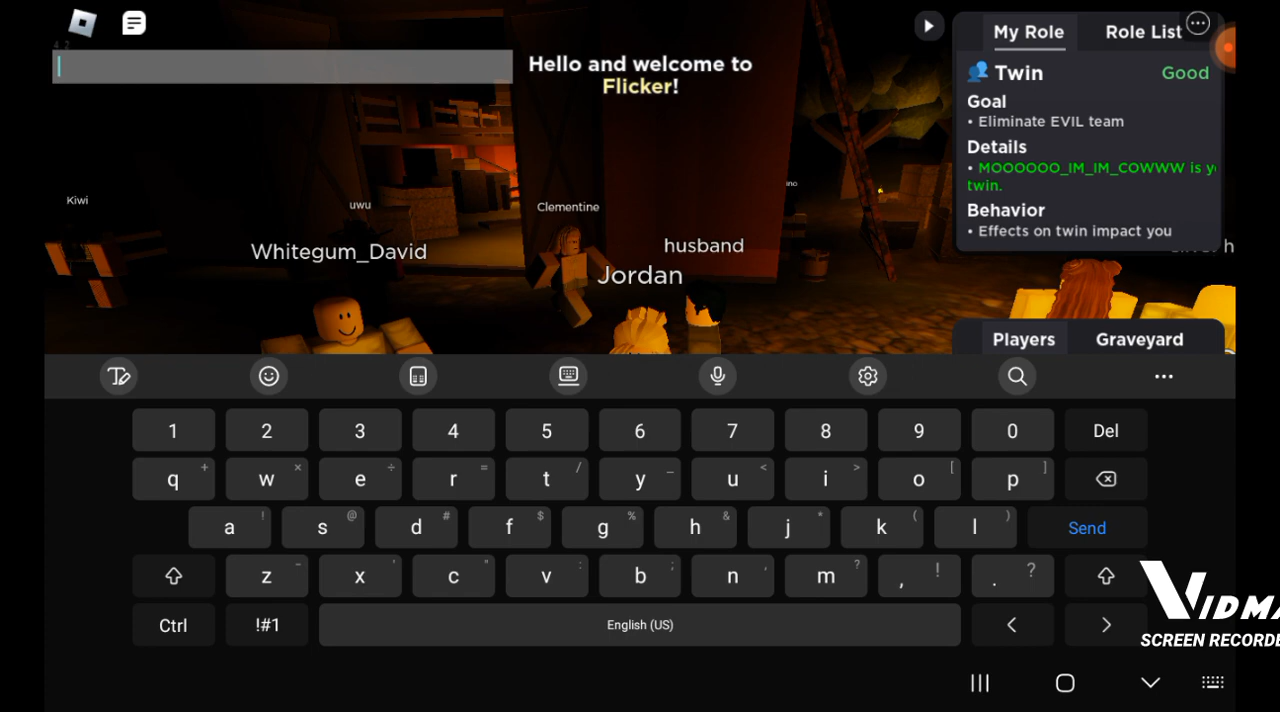 Hello and welcome to
Flicker!
My Role
Role List
Twin
Good
Goal
• Eliminate EVIL team
Details
• MOOOOOO_IM_IM_COWWW is
twin.
Behavior
• Effects on twin impact you
Kiwi
uwu
Clementine
Whitegum_David
husband
Jordan
Players
Graveyard
1 2 3 4 5 6 7 8 9 0 Del
q + w × e ÷ r = t / y _ u < i > o [ p ]
a ! s @ d # f $ g % h & j * k ( l ) Send
z - x ' c " v : b ; n , m ? , ! . ?
Ctrl !#1 English (US) < >
VIDMA
SCREEN RECORDE